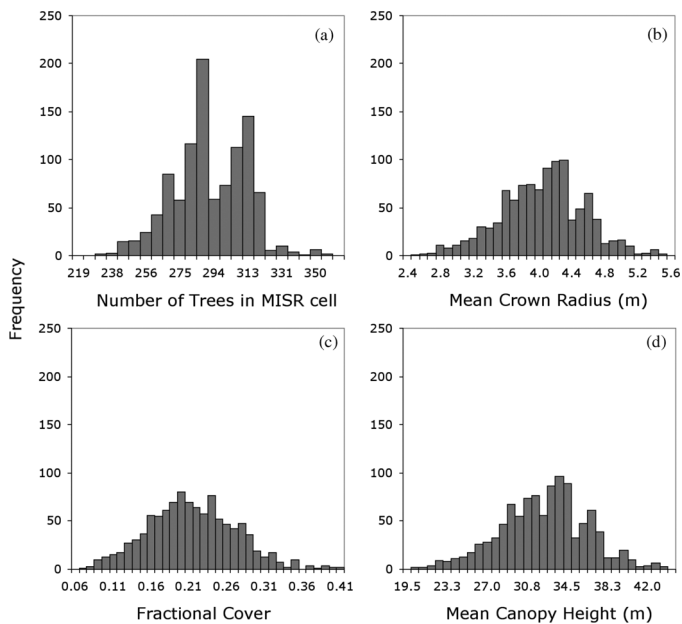 250
200
150
100
50
0
(a)
219 238 256 275 294 313 331 350
Number of Trees in MISR cell
250
200
150
100
50
0
(b)
2.4 2.8 3.2 3.6 4.0 4.4 4.8 5.2 5.6
Mean Crown Radius (m)
Frequency
250
200
150
100
50
0
(c)
0.06 0.11 0.16 0.21 0.26 0.31 0.36 0.41
Fractional Cover
250
200
150
100
50
0
(d)
19.5 23.3 27.0 30.8 34.5 38.3 42.0
Mean Canopy Height (m)